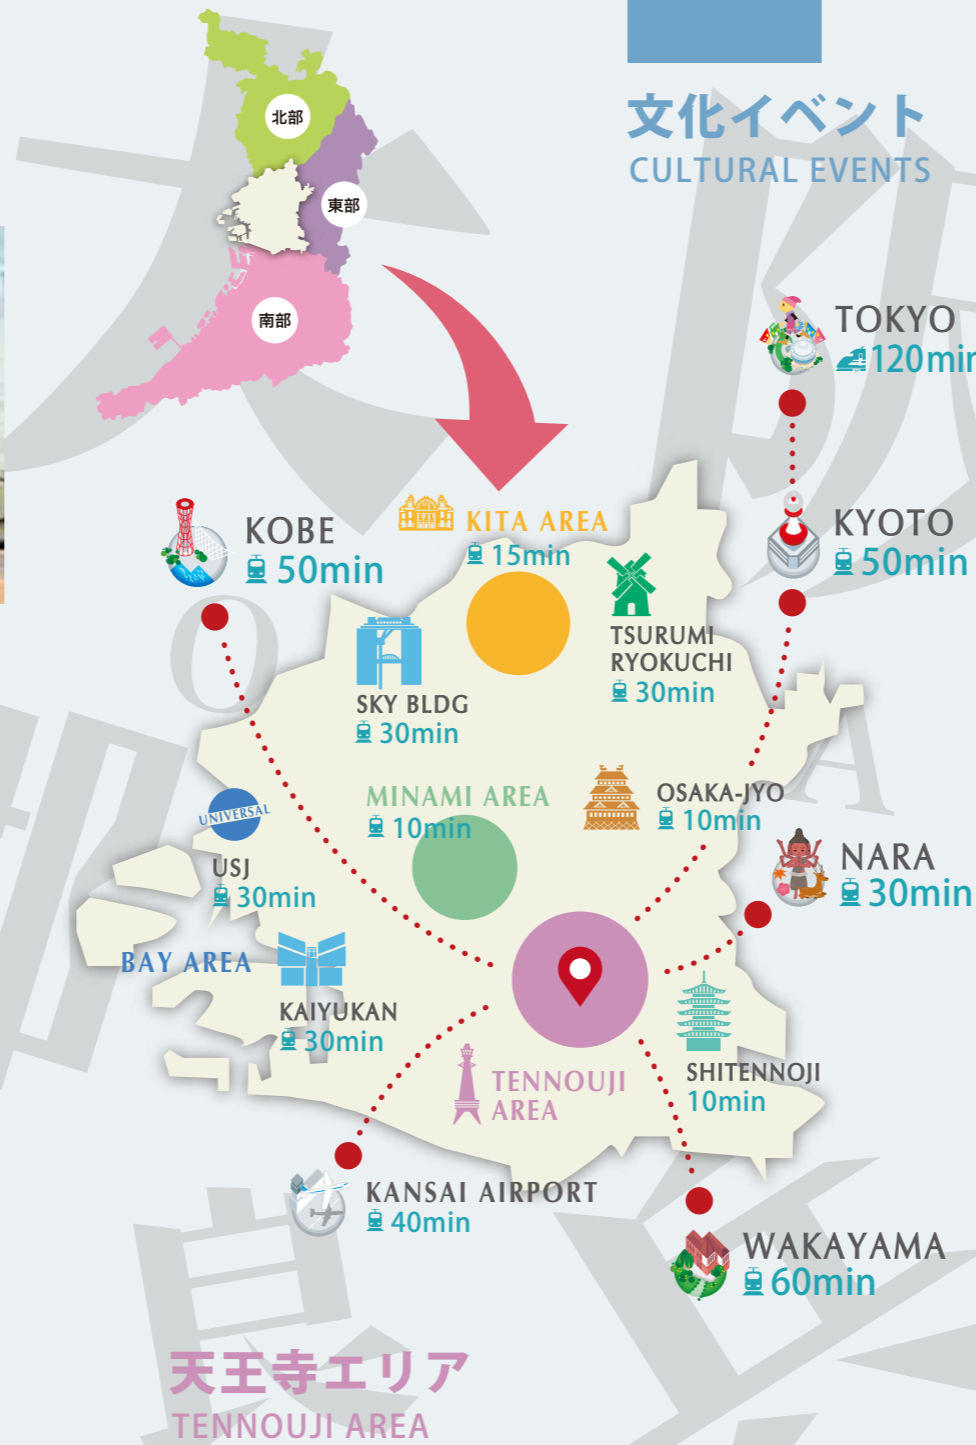 北部
東部
南部
文化イベント
CULTURAL EVENTS
TOKYO
120min
KOBE
50min
KITA AREA
15min
KYOTO
50min
TSURUMI
RYOKUCHI
30min
SKY BLDG
30min
MINAMI AREA
10min
OSAKA-JYO
10min
UNIVERSAL
USJ
30min
NARA
30min
BAY AREA
KAIYUKAN
30min
TENNOUJI
AREA
SHITENNOJI
10min
KANSAI AIRPORT
40min
WAKAYAMA
60min
天王寺エリア
TENNOUJI AREA
大
阪
O
A